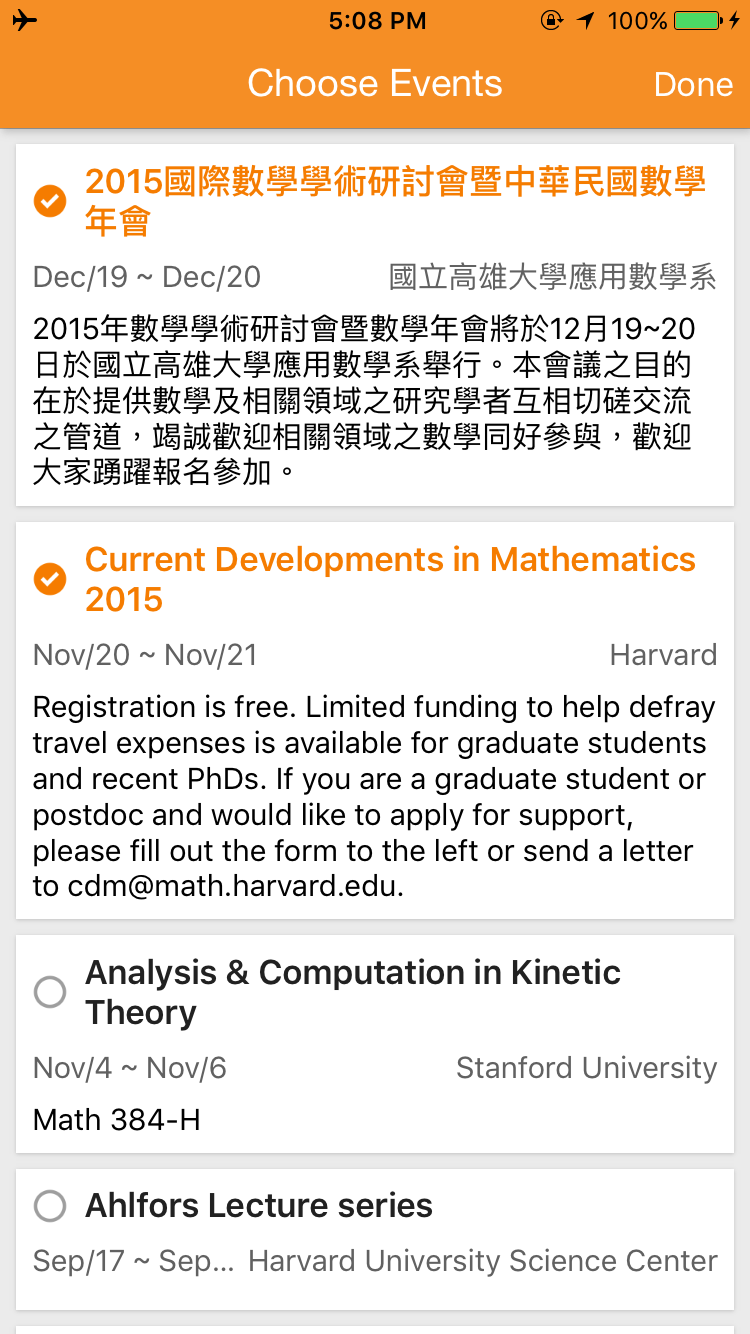 5:08 PM
100%
Choose Events
Done
2015國際數學學術研討會暨中華民國數學
年會
Dec/19 ~ Dec/20
國立高雄大學應用數學系
2015年數學學術研討會暨數學年會將於12月19~20
日於國立高雄大學應用數學系舉行。本會議之目的
在於提供數學及相關領域之研究學者互相切磋交流
之管道，竭誠歡迎相關領域之數學同好參與，歡迎
大家踴躍報名參加。
Current Developments in Mathematics
2015
Nov/20 ~ Nov/21
Harvard
Registration is free. Limited funding to help defray
travel expenses is available for graduate students
and recent PhDs. If you are a graduate student or
postdoc and would like to apply for support,
please fill out the form to the left or send a letter
to cdm@math.harvard.edu.
Analysis & Computation in Kinetic
Theory
Nov/4 ~ Nov/6
Stanford University
Math 384-H
Ahlfors Lecture series
Sep/17 ~ Sep...
Harvard University Science Center